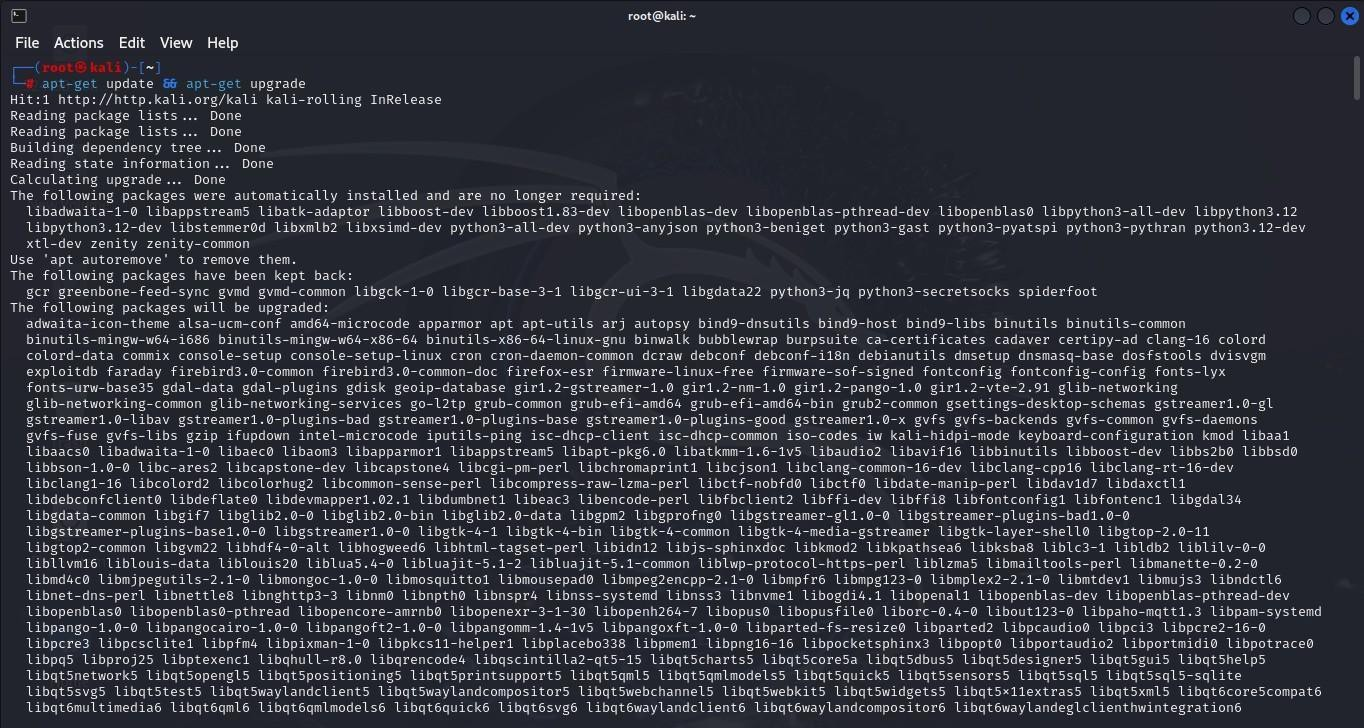 root@kali: ~
File Actions Edit View Help
┌──(root㉿kali)-[~]
└─# apt-get update && apt-get upgrade
Hit:1 http://http.kali.org/kali kali-rolling InRelease
Reading package lists... Done
Reading package lists... Done
Building dependency tree... Done
Reading state information... Done
Calculating upgrade... Done
The following packages were automatically installed and are no longer required:
libadwaita-1-0 libappstream5 libatk-adaptor libboost-dev libboost1.83-dev libopenblas-dev libopenblas-pthread-dev libopenblas0 libpython3-all-dev libpython3.12
libpython3.12-dev libstemmer0d libxmlb2 libxsimd-dev python3-all-dev python3-anyjson python3-beniget python3-gast python3-pyatspi python3-pythran python3.12-dev
xtl-dev zenity zenity-common
Use 'apt autoremove' to remove them.
The following packages have been kept back:
gcr greenbone-feed-sync gvmd gvmd-common libgck-1-0 libgcr-base-3-1 libgcr-ui-3-1 libgdata22 python3-jq python3-secretsocks spiderfoot
The following packages will be upgraded:
adwaita-icon-theme alsa-ucm-conf amd64-microcode apparmor apt apt-utils arj autopsy bind9-dnsutils bind9-host bind9-libs binutils binutils-common
binutils-mingw-w64-i686 binutils-mingw-w64-x86-64 binutils-x86-64-linux-gnu binwalk bubblewrap burpsuite ca-certificates cadaver certipy-ad clang-16 colord
colord-data commix console-setup console-setup-linux cron cron-daemon-common dcraw debconf debconf-i18n debianutils dmsetup dnsmasq-base dosfstools dvisvgm
exploitdb faraday firebird3.0-common firebird3.0-common-doc firefox-esr firmware-linux-free firmware-sof-signed fontconfig fontconfig-config fonts-lyx
fonts-urw-base35 gdal-data gdal-plugins gdisk geoip-database gir1.2-gstreamer-1.0 gir1.2-nm-1.0 gir1.2-pango-1.0 gir1.2-vte-2.91 glib-networking
glib-networking-common glib-networking-services go-l2tp grub-common grub-efi-amd64 grub-efi-amd64-bin grub2-common gsettings-desktop-schemas gstreamer1.0-gl
gstreamer1.0-libav gstreamer1.0-plugins-bad gstreamer1.0-plugins-base gstreamer1.0-plugins-good gstreamer1.0-x gvfs gvfs-backends gvfs-common gvfs-daemons
gvfs-fuse gvfs-libs gzip ifupdown intel-microcode iputils-ping isc-dhcp-client isc-dhcp-common iso-codes iw kali-hidpi-mode keyboard-configuration kmod libaa1
libaacs0 libadwaita-1-0 libaec0 libaom3 libapparmor1 libappstream5 libapt-pkg6.0 libatkmm-1.6-1v5 libaudio2 libavif16 libbinutils libboost-dev libbs2b0 libbsd0
libbson-1.0-0 libc-ares2 libcapstone-dev libcapstone4 libcgi-pm-perl libchromaprint1 libcjson1 libclang-common-16-dev libclang-cpp16 libclang-rt-16-dev
libclang1-16 libcolord2 libcolorhug2 libcommon-sense-perl libcompress-raw-lzma-perl libctf-nobfd0 libctf0 libdate-manip-perl libdav1d7 libdaxctl1
libdebconfclient0 libdeflate0 libdevmapper1.02.1 libdumbnet1 libeac3 libencode-perl libfbclient2 libffi-dev libffi8 libfontconfig1 libfontenc1 libgdal34
libgdata-common libgif7 libglib2.0-0 libglib2.0-bin libglib2.0-data libgpm2 libgprofng0 libgstreamer-gl1.0-0 libgstreamer-plugins-bad1.0-0
libgstreamer-plugins-base1.0-0 libgstreamer1.0-0 libgtk-4-1 libgtk-4-bin libgtk-4-common libgtk-4-media-gstreamer libgtk-layer-shell0 libgtop-2.0-11
libgtop2-common libgvm22 libhdf4-0-alt libhogweed6 libhtml-tagset-perl libidn12 libjs-sphinxdoc libkmod2 libkpathsea6 libksba8 liblc3-1 libldb2 liblilv-0-0
libllvm16 liblouis-data liblouis20 liblua5.4-0 libluajit-5.1-2 libluajit-5.1-common liblwp-protocol-https-perl liblzma5 libmailtools-perl libmanette-0.2-0
libmd4c0 libmjpegutils-2.1-0 libmongoc-1.0-0 libmosquitto1 libmousepad0 libmpeg2encpp-2.1-0 libmpfr6 libmpg123-0 libmplex2-2.1-0 libmtdev1 libmujs3 libndctl6
libnet-dns-perl libnettle8 libnghttp3-3 libnm0 libnpth0 libnspr4 libnss-systemd libnss3 libnvme1 libogdi4.1 libopenal1 libopenblas-dev libopenblas-pthread-dev
libopenblas0 libopenblas0-pthread libopencore-amrnb0 libopenexr-3-1-30 libopenh264-7 libopus0 libopusfile0 liborc-0.4-0 libout123-0 libpaho-mqtt1.3 libpam-systemd
libpango-1.0-0 libpangocairo-1.0-0 libpangoft2-1.0-0 libpangomm-1.4-1v5 libpangoxft-1.0-0 libparted-fs-resize0 libparted2 libpcaudio0 libpci3 libpcre2-16-0
libpcre3 libpcsclite1 libpfm4 libpixman-1-0 libpkcs11-helper1 libplacebo338 libpmem1 libpng16-16 libpocketsphinx3 libpopt0 libportaudio2 libportmidi0 libpotrace0
libpq5 libproj25 libptexenc1 libqhull-r8.0 libqrencode4 libqscintilla2-qt5-15 libqt5charts5 libqt5core5a libqt5dbus5 libqt5designer5 libqt5gui5 libqt5help5
libqt5network5 libqt5opengl5 libqt5positioning5 libqt5printsupport5 libqt5qml5 libqt5qmlmodels5 libqt5quick5 libqt5sensors5 libqt5sql5 libqt5sql5-sqlite
libqt5svg5 libqt5test5 libqt5waylandclient5 libqt5waylandcompositor5 libqt5webchannel5 libqt5webkit5 libqt5widgets5 libqt5x11extras5 libqt5xml5 libqt6core5compat6
libqt6multimedia6 libqt6qml6 libqt6qmlmodels6 libqt6quick6 libqt6svg6 libqt6waylandclient6 libqt6waylandcompositor6 libqt6waylandeglclienthwintegration6